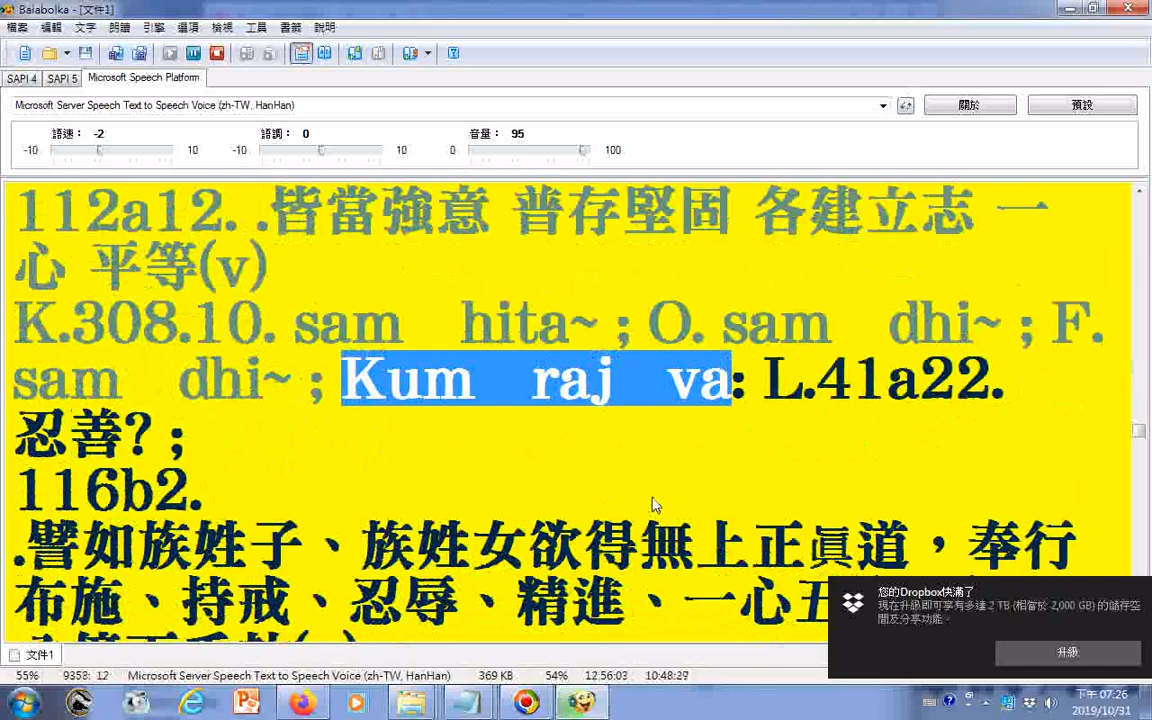 Balabolka - [文件1]
檔案 編輯 文字 朗讀 引擎 選項 檢視 工具 書籤 說明
SAPI 4 SAPI 5 Microsoft Speech Platform
Microsoft Server Speech Text to Speech Voice (zh-TW, HanHan) 關於 預設
語速： -2 語調： 0 音量： 95
-10 10 -10 10 0 100
112a12. .皆當強意 普存堅固 各建立志 一
心 平等(v)
K.308.10. sam hita~ ; O. sam dhi~ ; F.
sam dhi~ ; Kum raj va: L.41a22.
忍善? ;
116b2.
.譬如族姓子、族姓女欲得無上正眞道，奉行
布施、持戒、忍辱、精進、一心五
您的Dropbox快滿了
現在升級即可享有多達 2 TB (相當於 2,000 GB) 的儲存空
間及分享功能。
升級
文件1
55% 9358: 12 Microsoft Server Speech Text to Speech Voice (zh-TW, HanHan) 369 KB 54% 12:56:03 10:48:29
下午 07:26
2019/10/31